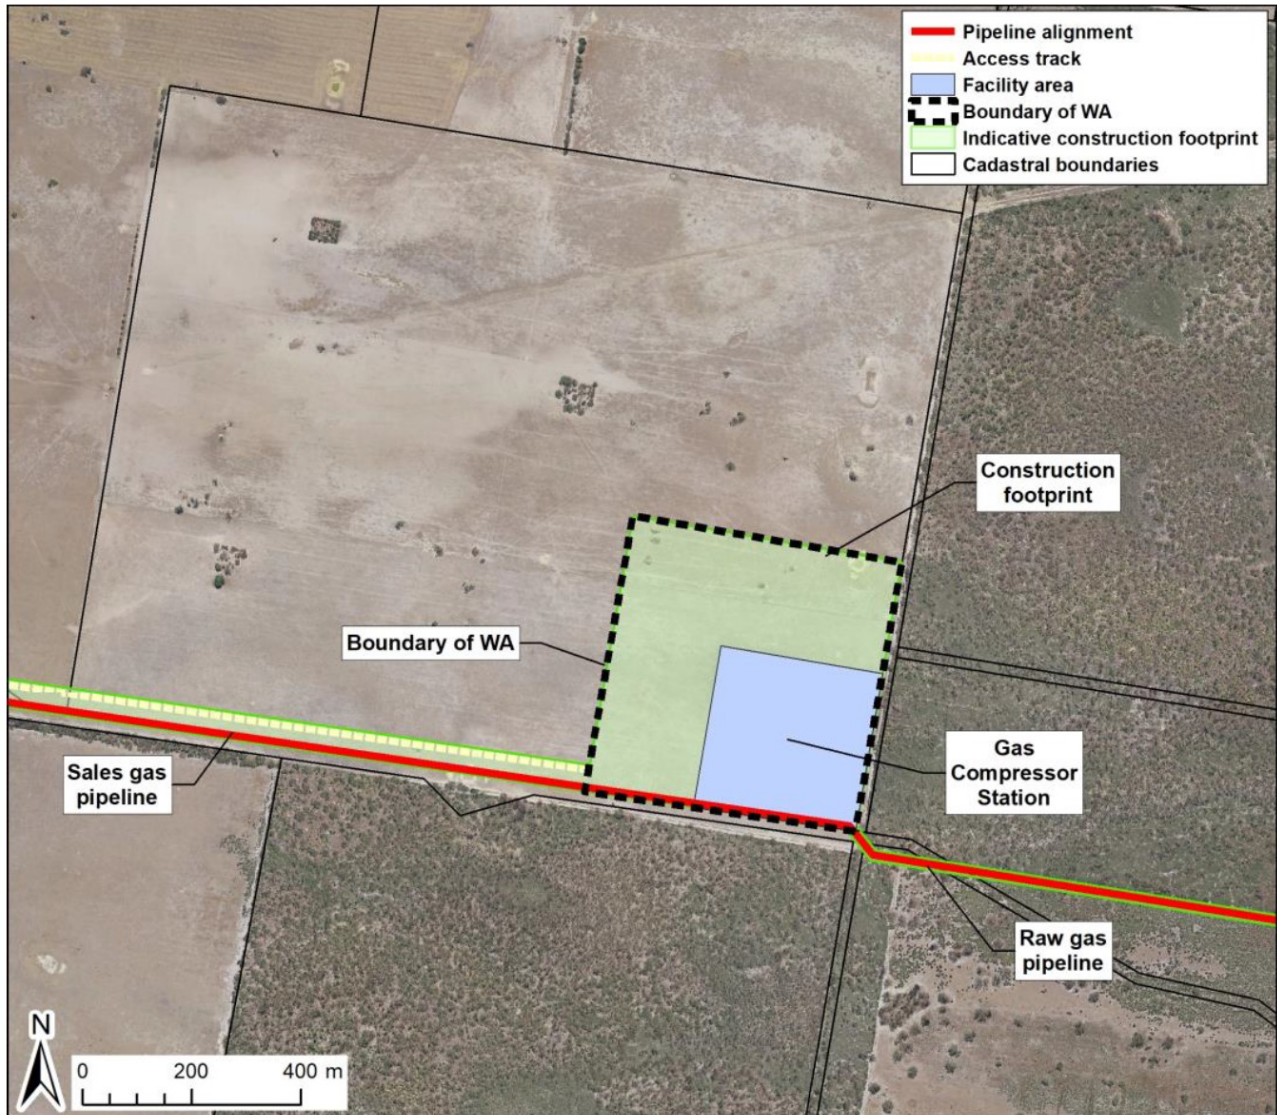 Pipeline alignment
Access track
Facility area
Boundary of WA
Indicative construction footprint
Cadastral boundaries
Construction
footprint
Boundary of WA
Sales gas
pipeline
Gas
Compressor
Station
Raw gas
pipeline
N
0 200 400 m